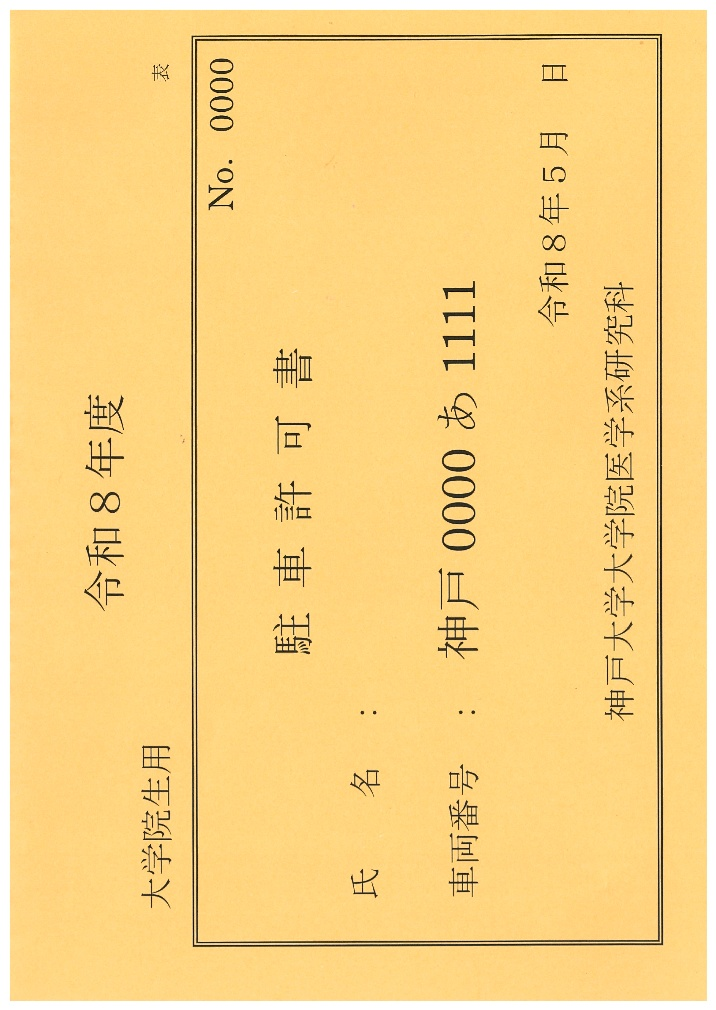 令和８年度
大学院生用
表
No. 0000
駐車許可書
氏名：
車両番号：神戸 0000 あ 1111
令和８年５月　日
神戸大学大学院医学系研究科